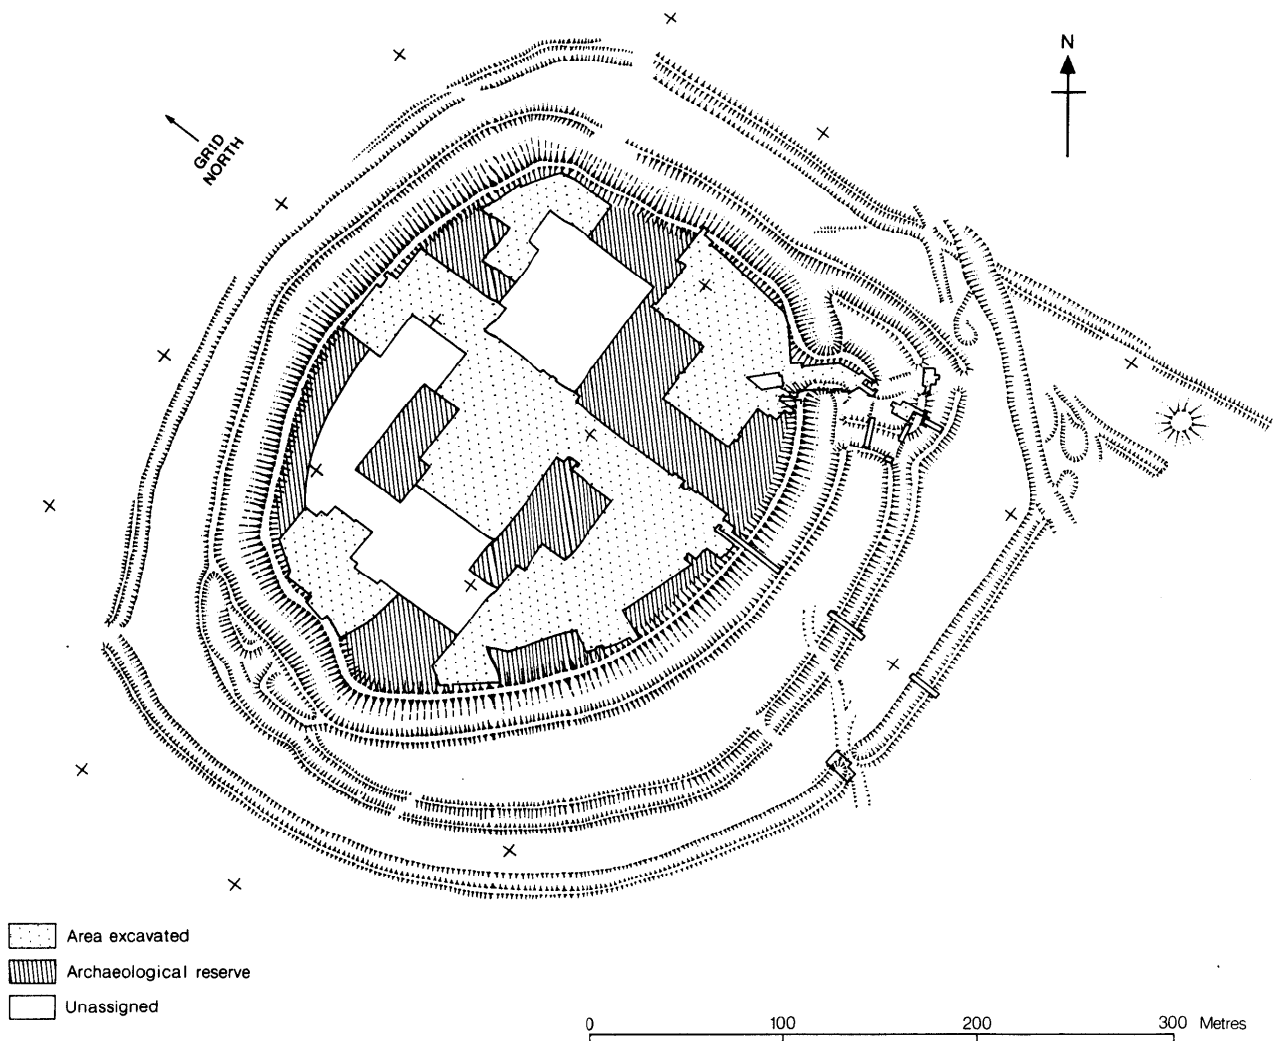 N
GRID
NORTH
Area excavated
Archaeological reserve
Unassigned
0 100 200 300 Metres